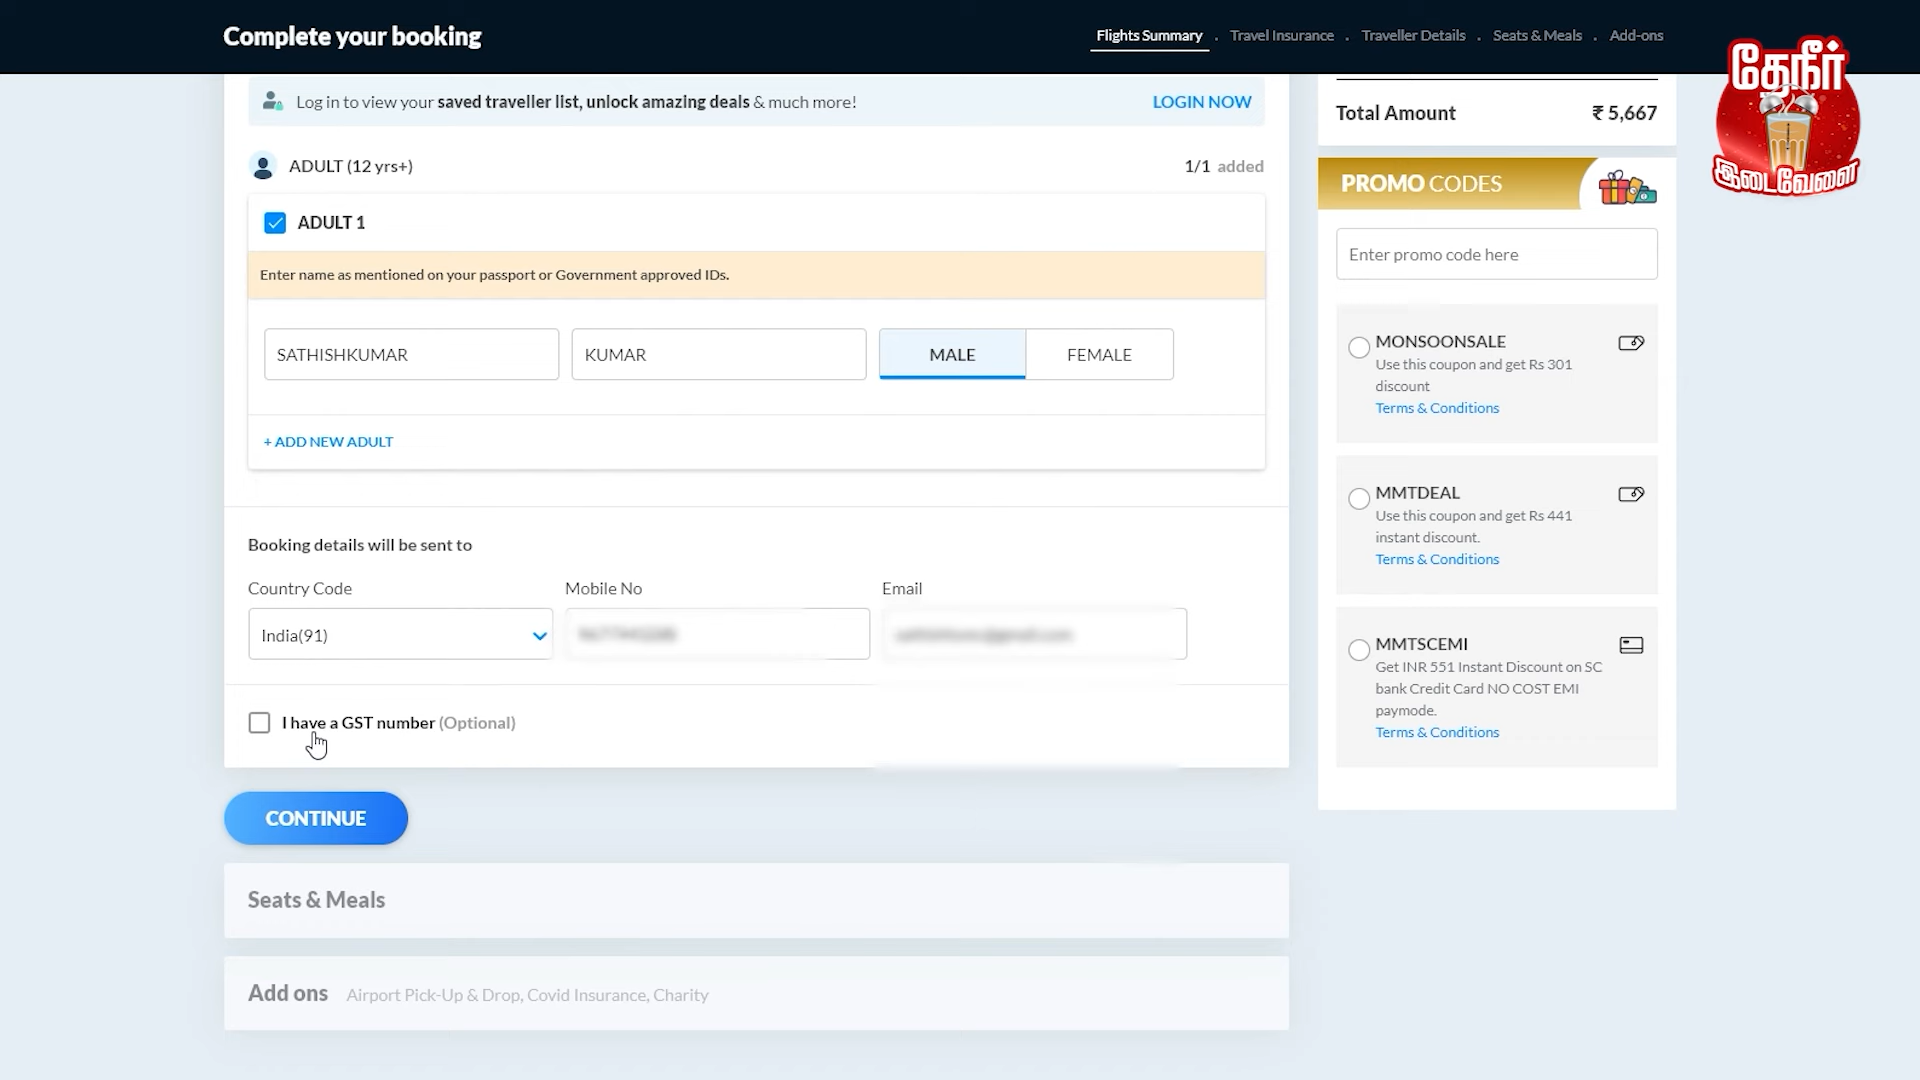 Complete your booking
Flights Summary . Travel Insurance . Traveller Details . Seats & Meals . Add-ons
தேநீர்
இடைவேளை
Log in to view your saved traveller list, unlock amazing deals & much more!
LOGIN NOW
ADULT (12 yrs+)
1/1 added
ADULT 1
Enter name as mentioned on your passport or Government approved IDs.
SATHISHKUMAR
KUMAR
MALE
FEMALE
+ ADD NEW ADULT
Booking details will be sent to
Country Code
Mobile No
Email
India(91)
I have a GST number (Optional)
CONTINUE
Seats & Meals
Add ons Airport Pick-Up & Drop, Covid Insurance, Charity
Total Amount ₹ 5,667
PROMO CODES
Enter promo code here
MONSOONSALE
Use this coupon and get Rs 301
discount
Terms & Conditions
MMTDEAL
Use this coupon and get Rs 441
instant discount.
Terms & Conditions
MMTSCEMI
Get INR 551 Instant Discount on SC
bank Credit Card NO COST EMI
paymode.
Terms & Conditions